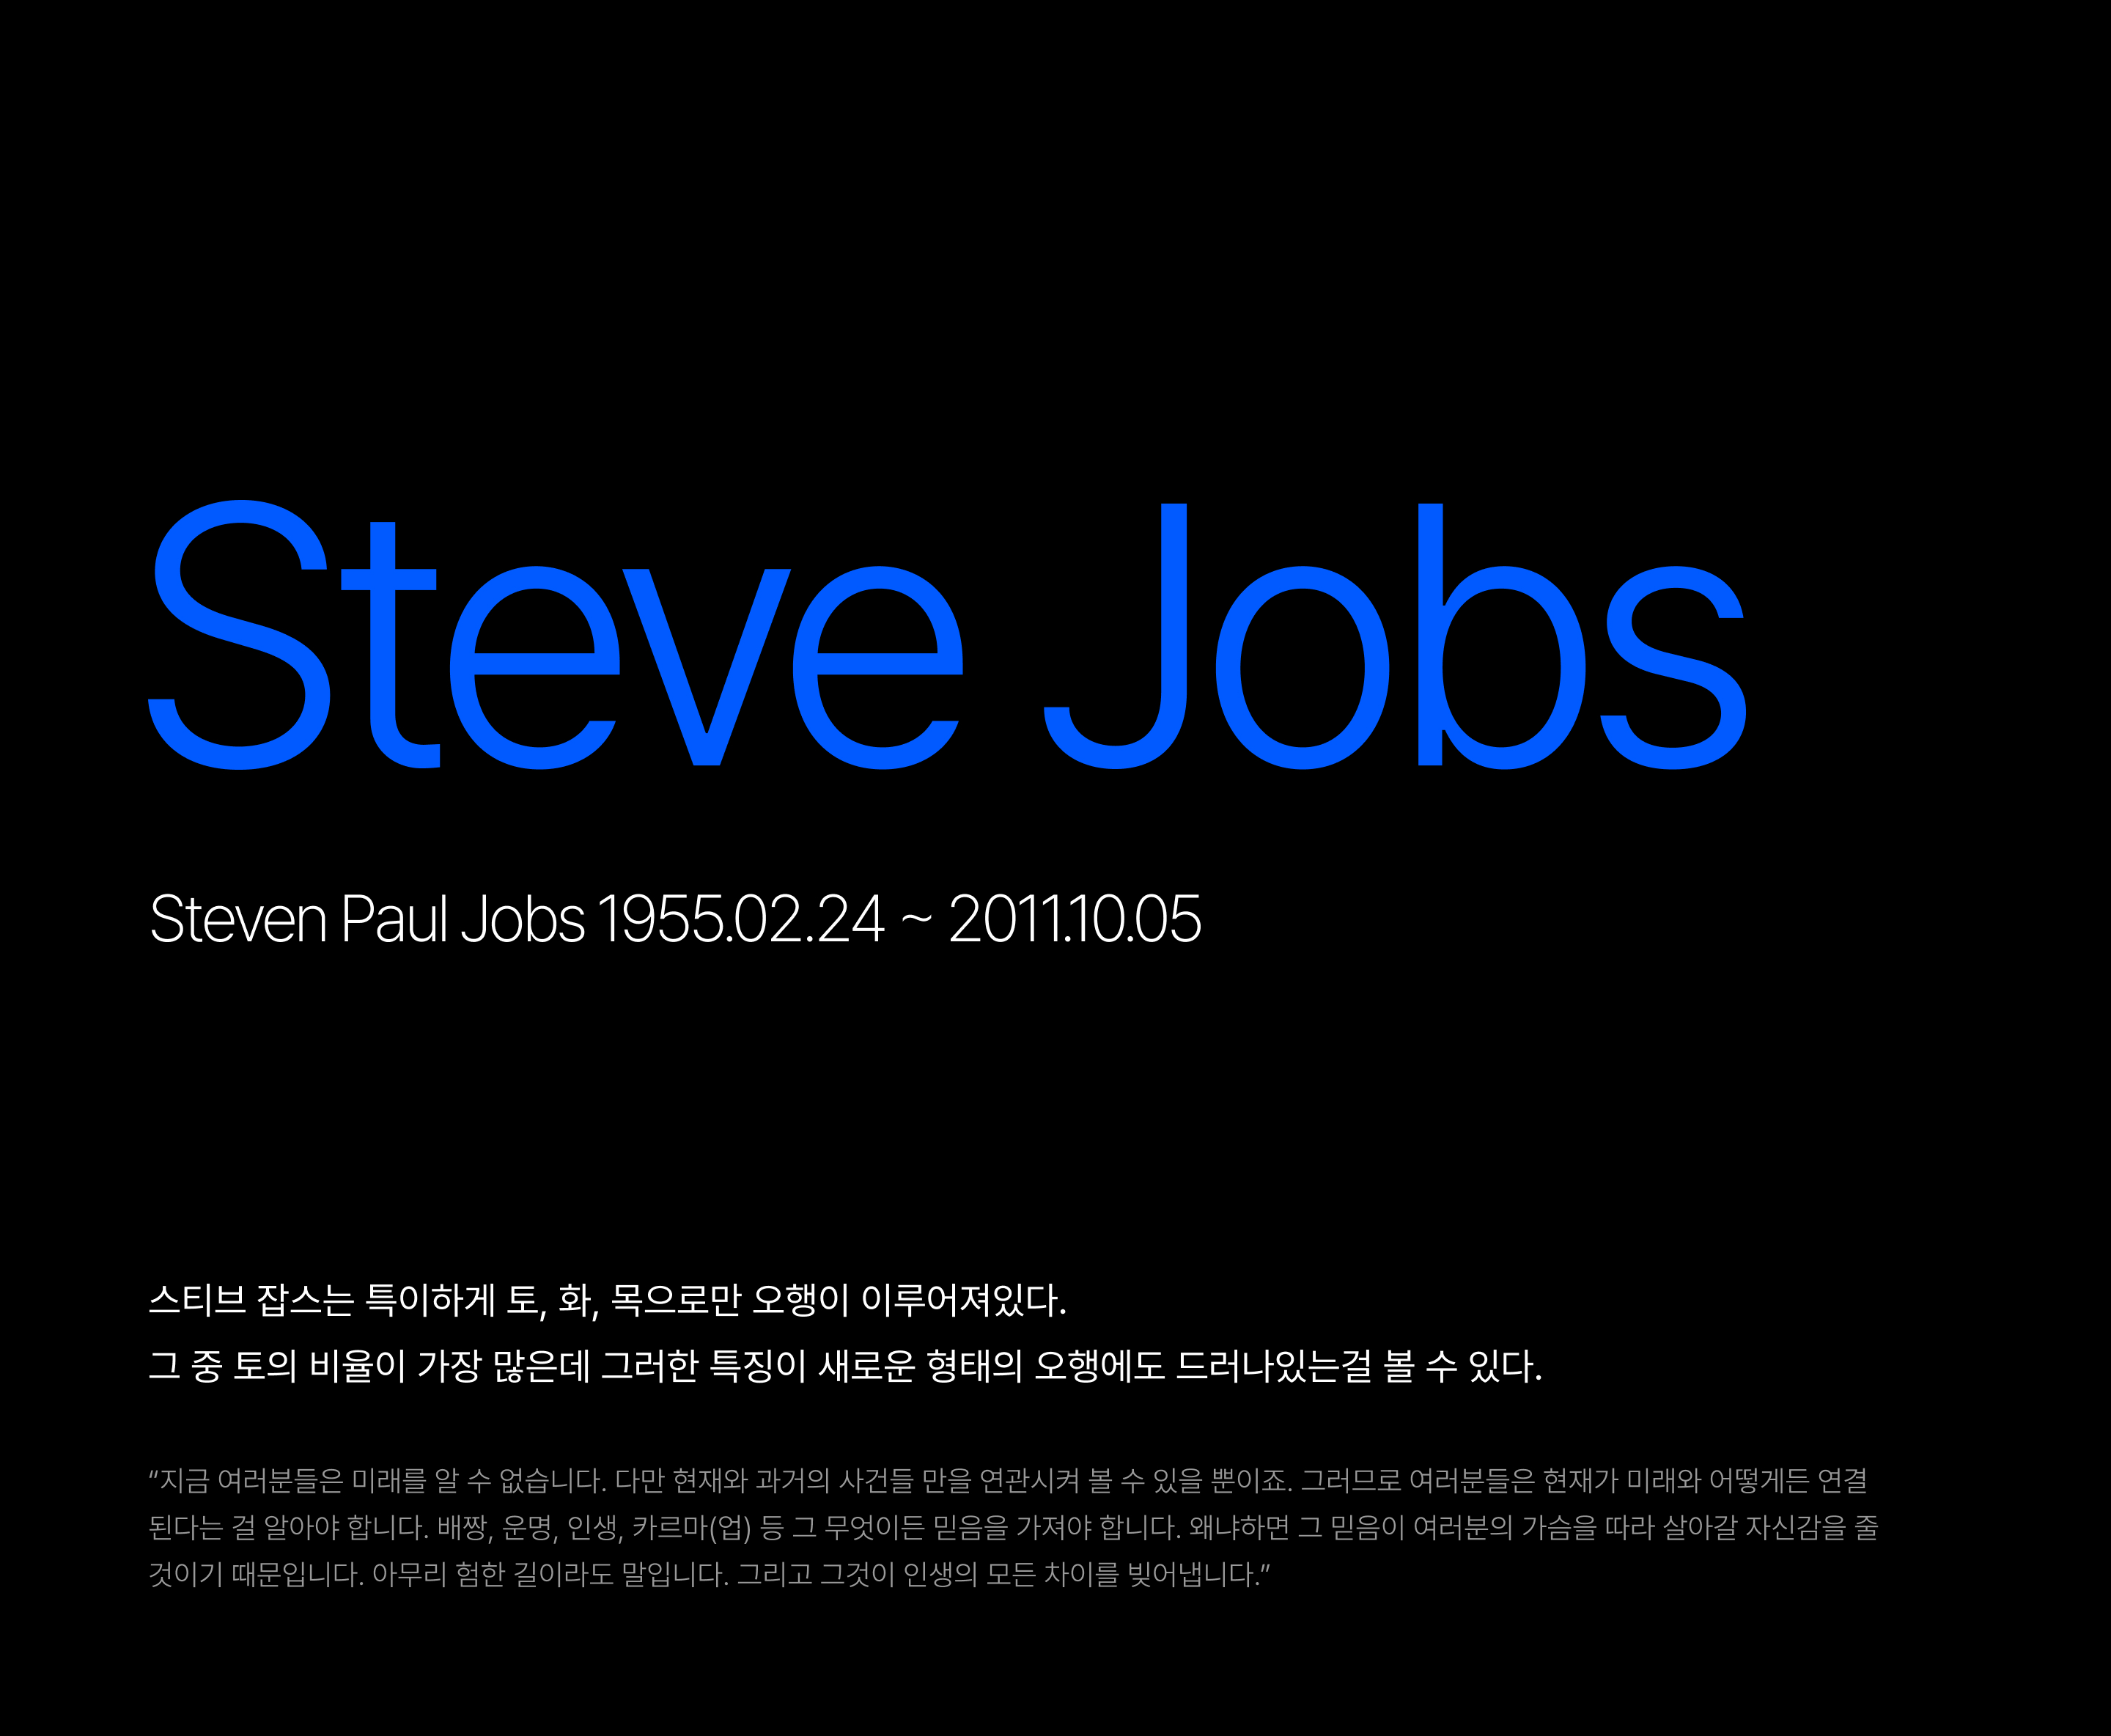 Steve Jobs
Steven Paul Jobs 1955.02.24 ~ 2011.10.05
스티브 잡스는 특이하게 토, 화, 목으로만 오행이 이루어져있다.
그 중 토의 비율이 가장 많은데 그러한 특징이 새로운 형태의 오행에도 드러나있는걸 볼 수 있다.
“지금 여러분들은 미래를 알 수 없습니다. 다만 현재와 과거의 사건들 만을 연관시켜 볼 수 있을 뿐이죠. 그러므로 여러분들은 현재가 미래와 어떻게든 연결
된다는 걸 알아야 합니다. 배짱, 운명, 인생, 카르마(업) 등 그 무엇이든 믿음을 가져야 합니다. 왜냐하면 그 믿음이 여러분의 가슴을 따라 살아갈 자신감을 줄
것이기 때문입니다. 아무리 험한 길이라도 말입니다. 그리고 그것이 인생의 모든 차이를 빚어냅니다.”